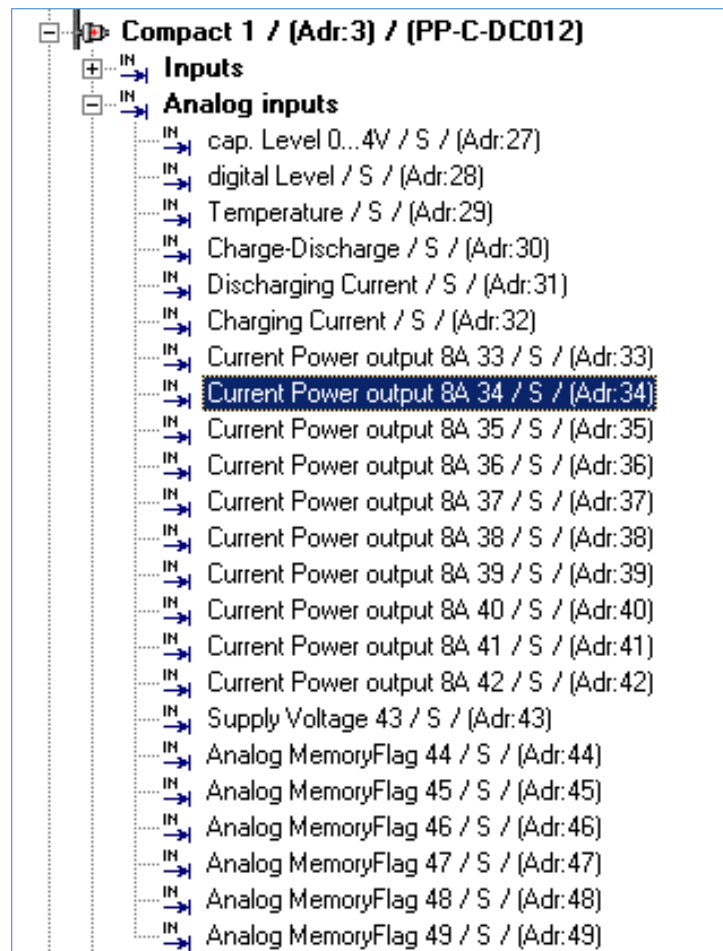 Compact 1 / (Adr:3) / (PP-C-DC012)
IN Inputs
IN Analog inputs
IN cap. Level 0...4V / S / (Adr:27)
IN digital Level / S / (Adr:28)
IN Temperature / S / (Adr:29)
IN Charge-Discharge / S / (Adr:30)
IN Discharging Current / S / (Adr:31)
IN Charging Current / S / (Adr:32)
IN Current Power output 8A 33 / S / (Adr:33)
IN Current Power output 8A 34 / S / (Adr:34)
IN Current Power output 8A 35 / S / (Adr:35)
IN Current Power output 8A 36 / S / (Adr:36)
IN Current Power output 8A 37 / S / (Adr:37)
IN Current Power output 8A 38 / S / (Adr:38)
IN Current Power output 8A 39 / S / (Adr:39)
IN Current Power output 8A 40 / S / (Adr:40)
IN Current Power output 8A 41 / S / (Adr:41)
IN Current Power output 8A 42 / S / (Adr:42)
IN Supply Voltage 43 / S / (Adr:43)
IN Analog MemoryFlag 44 / S / (Adr:44)
IN Analog MemoryFlag 45 / S / (Adr:45)
IN Analog MemoryFlag 46 / S / (Adr:46)
IN Analog MemoryFlag 47 / S / (Adr:47)
IN Analog MemoryFlag 48 / S / (Adr:48)
IN Analog MemoryFlag 49 / S / (Adr:49)